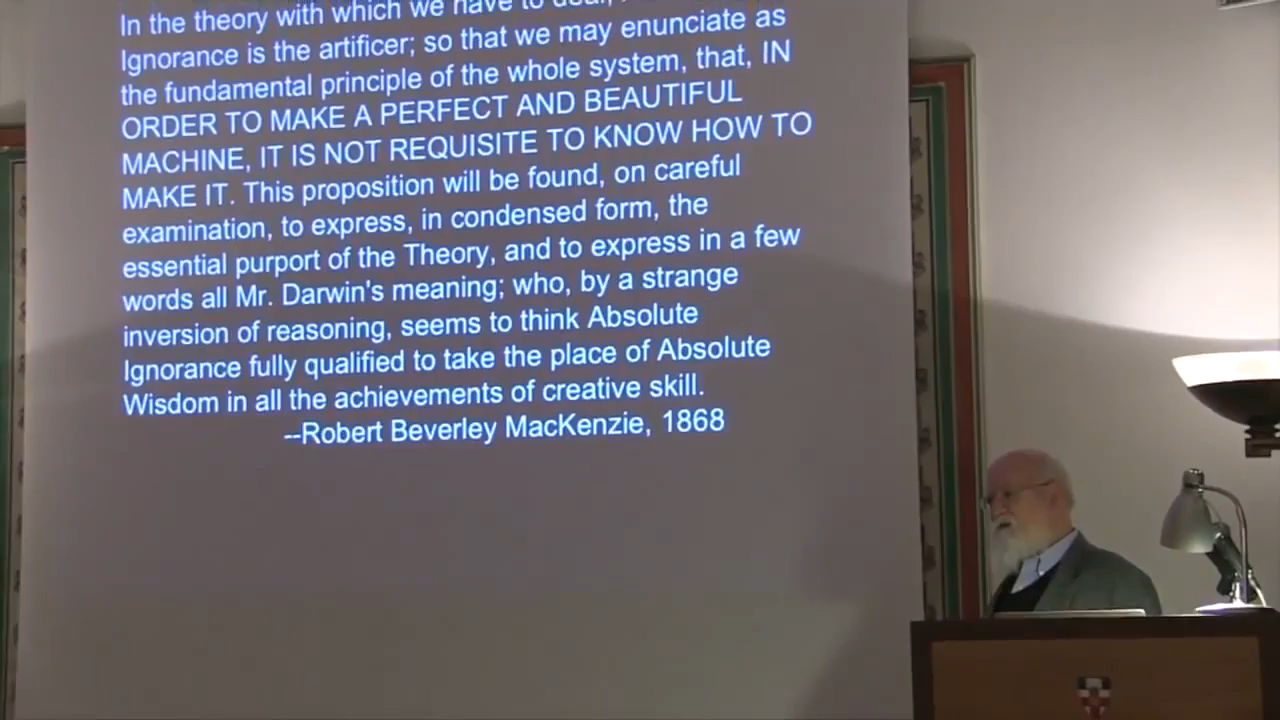 In the theory with which we have to deal,
Ignorance is the artificer; so that we may enunciate as
the fundamental principle of the whole system, that, IN
ORDER TO MAKE A PERFECT AND BEAUTIFUL
MACHINE, IT IS NOT REQUISITE TO KNOW HOW TO
MAKE IT. This proposition will be found, on careful
examination, to express, in condensed form, the
essential purport of the Theory, and to express in a few
words all Mr. Darwin's meaning; who, by a strange
inversion of reasoning, seems to think Absolute
Ignorance fully qualified to take the place of Absolute
Wisdom in all the achievements of creative skill.
--Robert Beverley MacKenzie, 1868